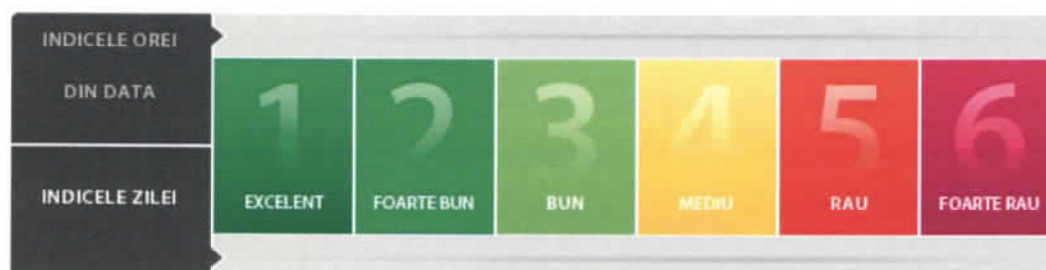 INDICELE OREI
DIN DATA
INDICELE ZILEI
1 2 3 4 5 6
EXCELENT FOARTE BUN BUN MEDIU RAU FOARTE RAU